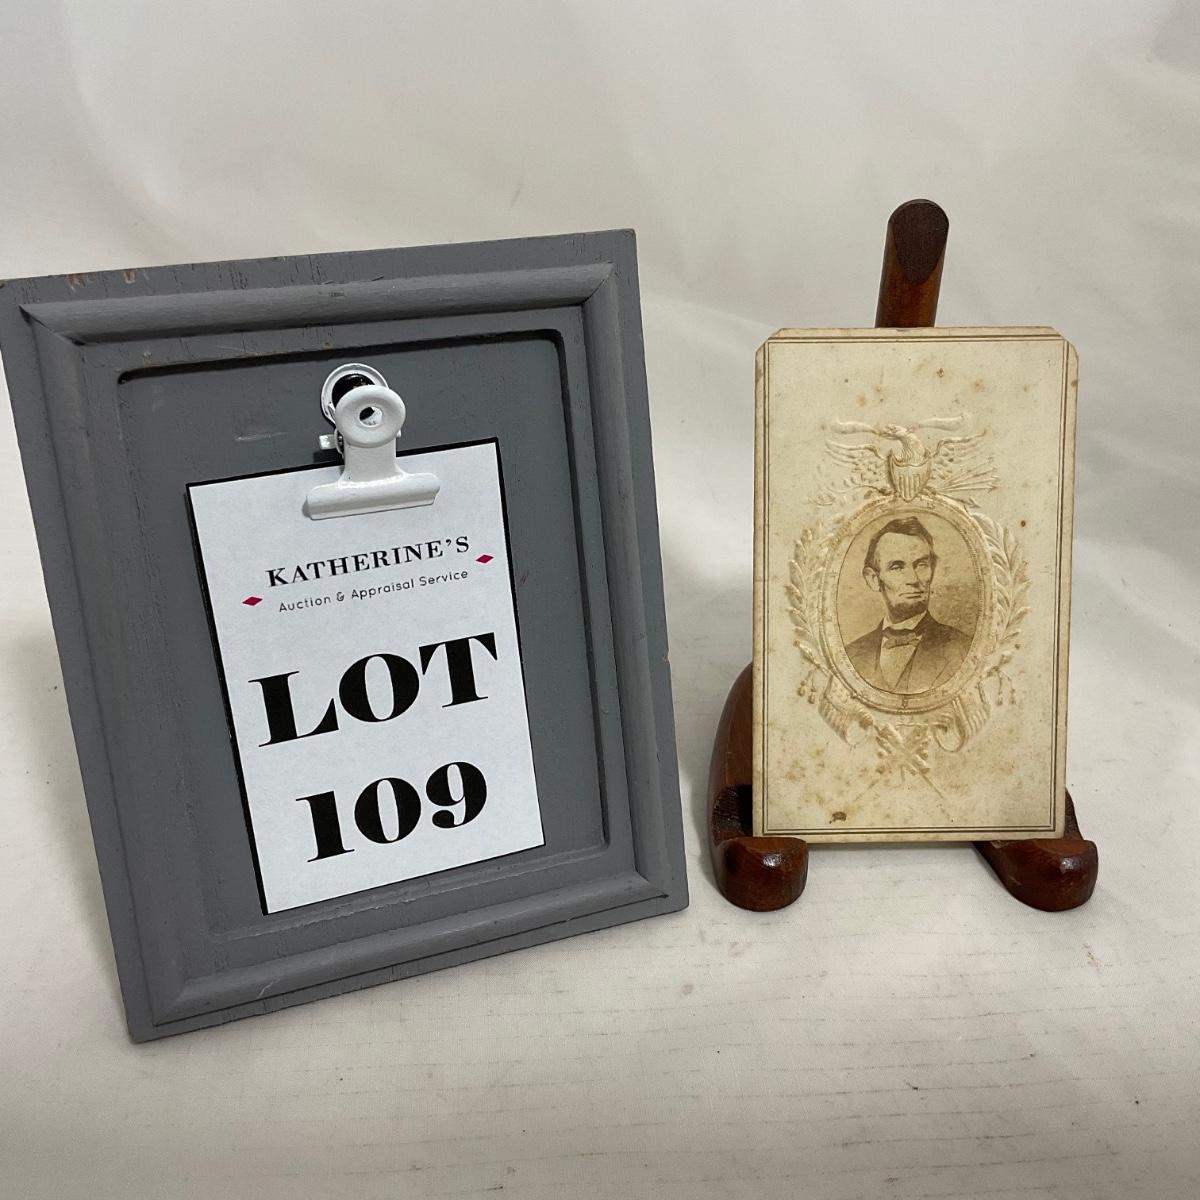 KATHERINE'S
Auction & Appraisal Service
LOT
109